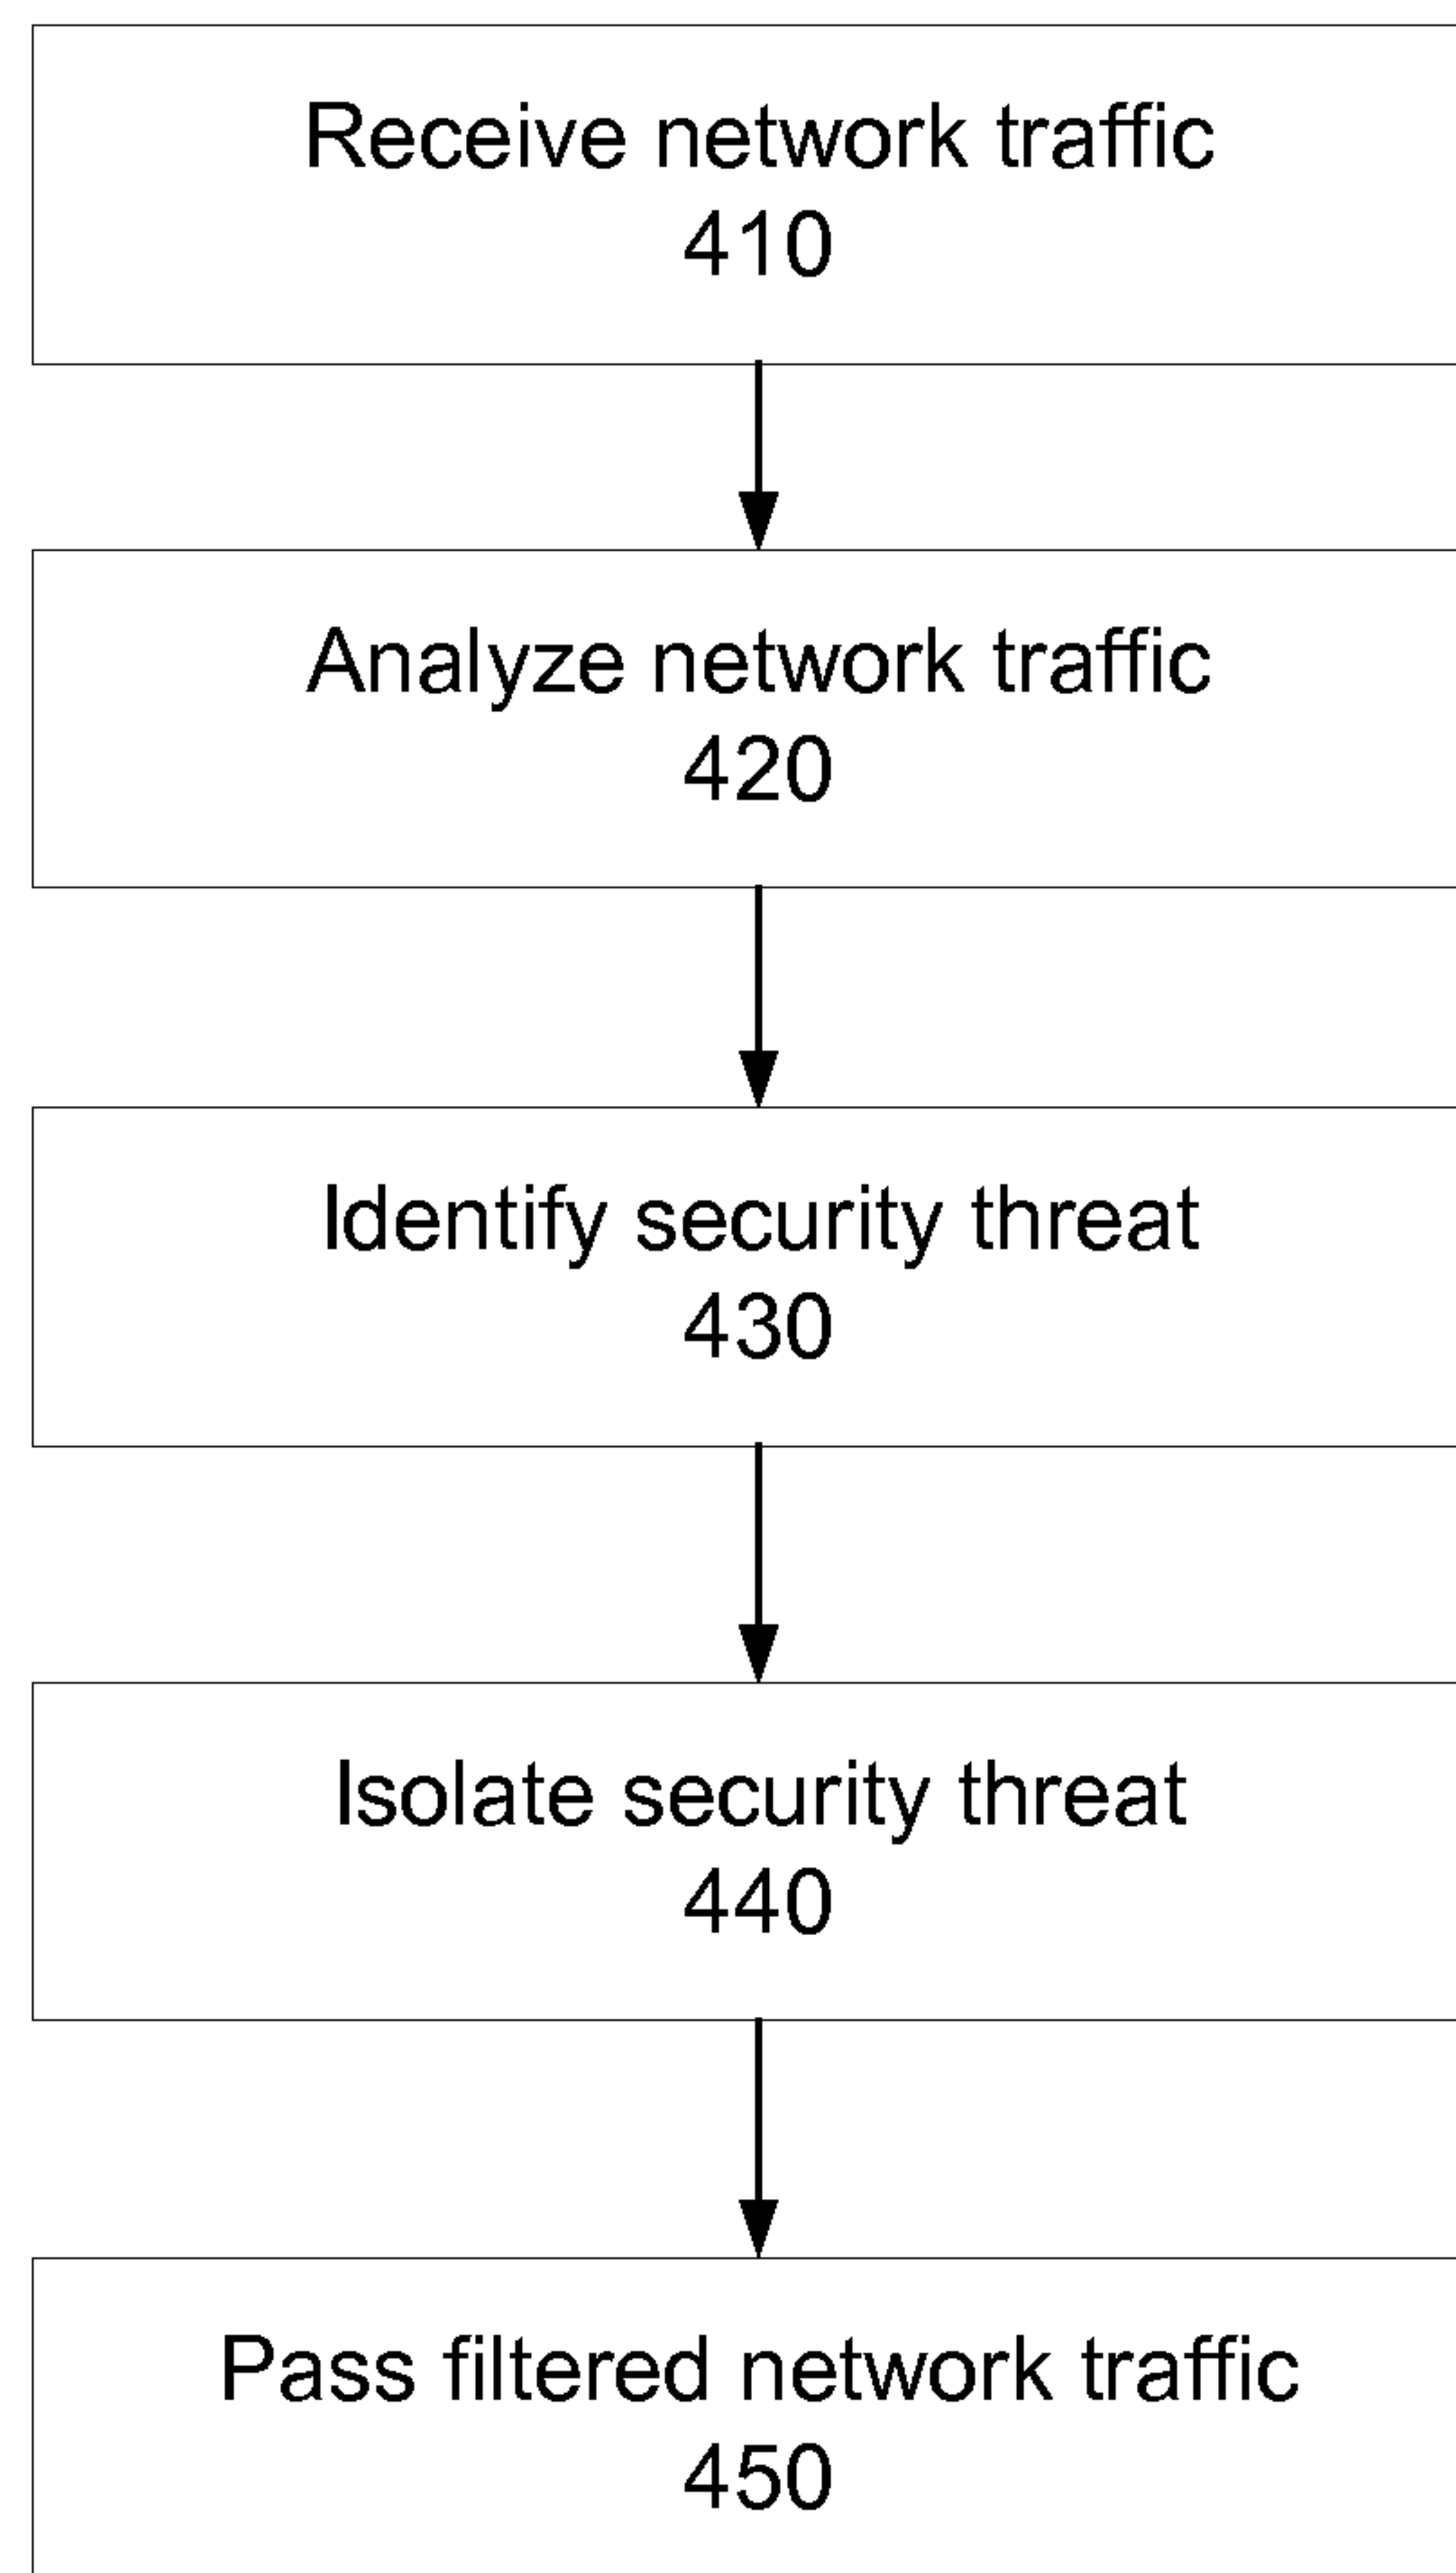 Receive network traffic
410
Analyze network traffic
420
Identify security threat
430
Isolate security threat
440
Pass filtered network traffic
450